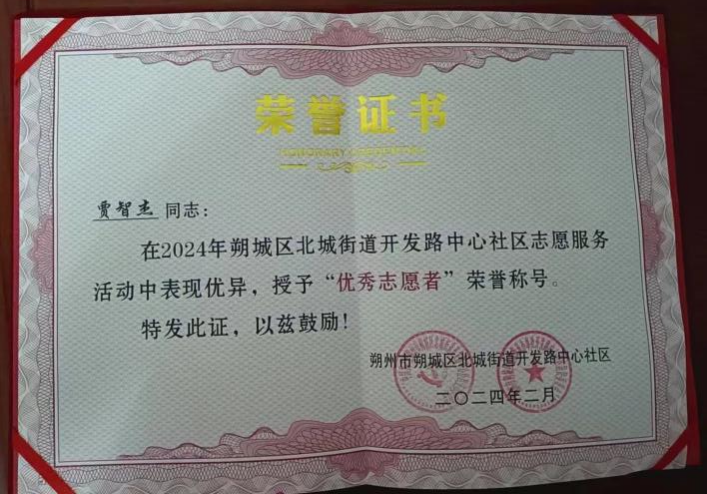 荣誉证书
HONORARY CREDENTIAL
贾智杰 同志：
在2024年朔城区北城街道开发路中心社区志愿服务
活动中表现优异，授予“优秀志愿者”荣誉称号。
特发此证，以兹鼓励！
朔州市朔城区北城街道开发路中心社区
二〇二四年二月